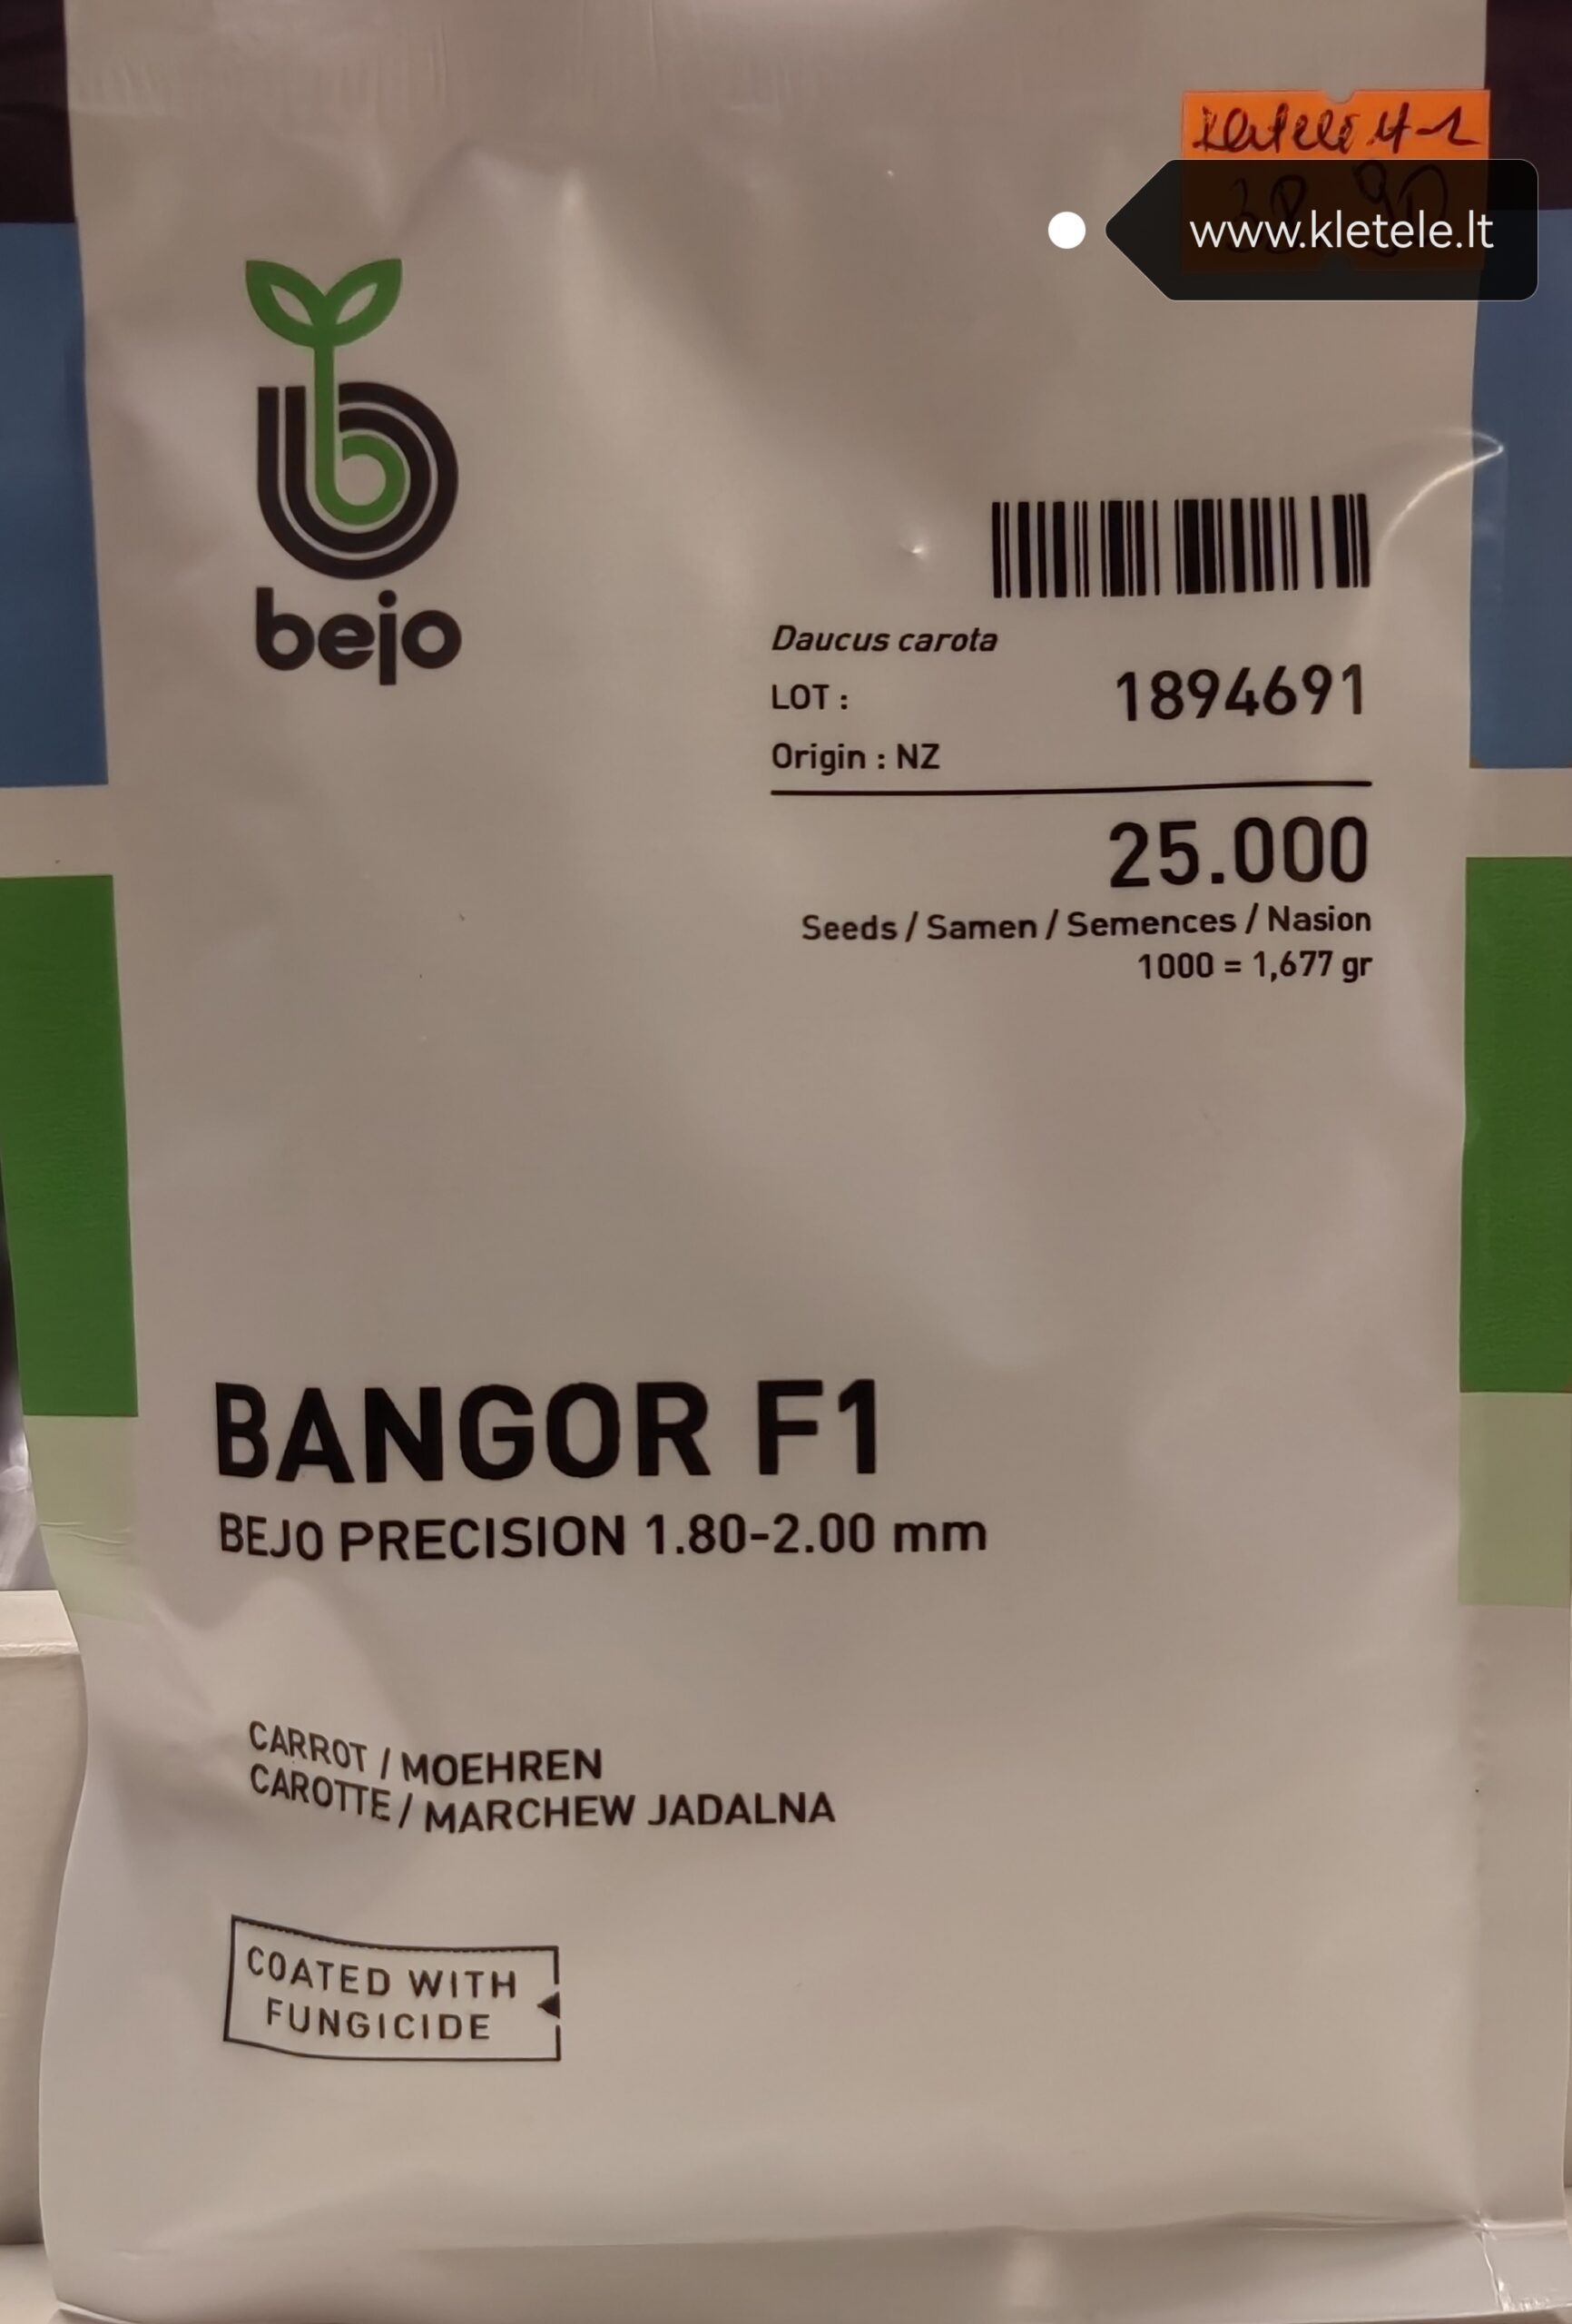 www.kletele.lt
bejo
Daucus carota
LOT : 1894691
Origin : NZ
25.000
Seeds / Samen / Semences / Nasion
1000 = 1,677 gr
BANGOR F1
BEJO PRECISION 1.80-2.00 mm
CARROT / MOEHREN
CAROTTE / MARCHEW JADALNA
COATED WITH
FUNGICIDE